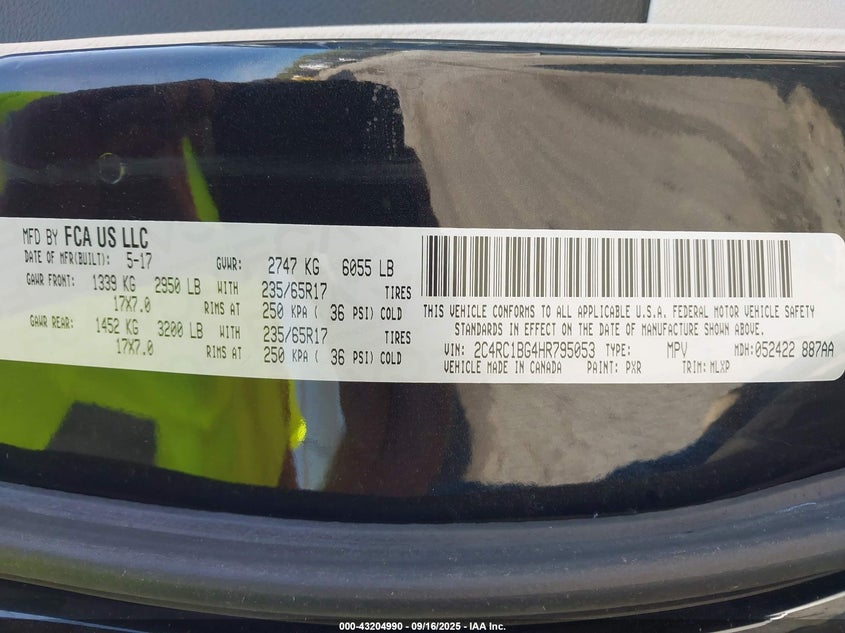 MFD BY FCA US LLC
DATE OF MFR(BUILT): 5-17 GVWR: 2747 KG 6055 LB
GAWR FRONT: 1339 KG 2950 LB WITH 235/65R17 TIRES
17X7.0 RIMS AT 250 KPA ( 36 PSI) COLD
GAWR REAR: 1452 KG 3200 LB WITH 235/65R17 TIRES
17X7.0 RIMS AT 250 KPA ( 36 PSI) COLD
THIS VEHICLE CONFORMS TO ALL APPLICABLE U.S.A. FEDERAL MOTOR VEHICLE SAFETY
STANDARDS IN EFFECT ON THE DATE OF MANUFACTURE SHOWN ABOVE.
VIN: 2C4RC1BG4HR795053 TYPE: MPV MDH:052422 887AA
VEHICLE MADE IN CANADA PAINT: PXR TRIM: MLXP
000-43204990 - 09/16/2025 - IAA Inc.